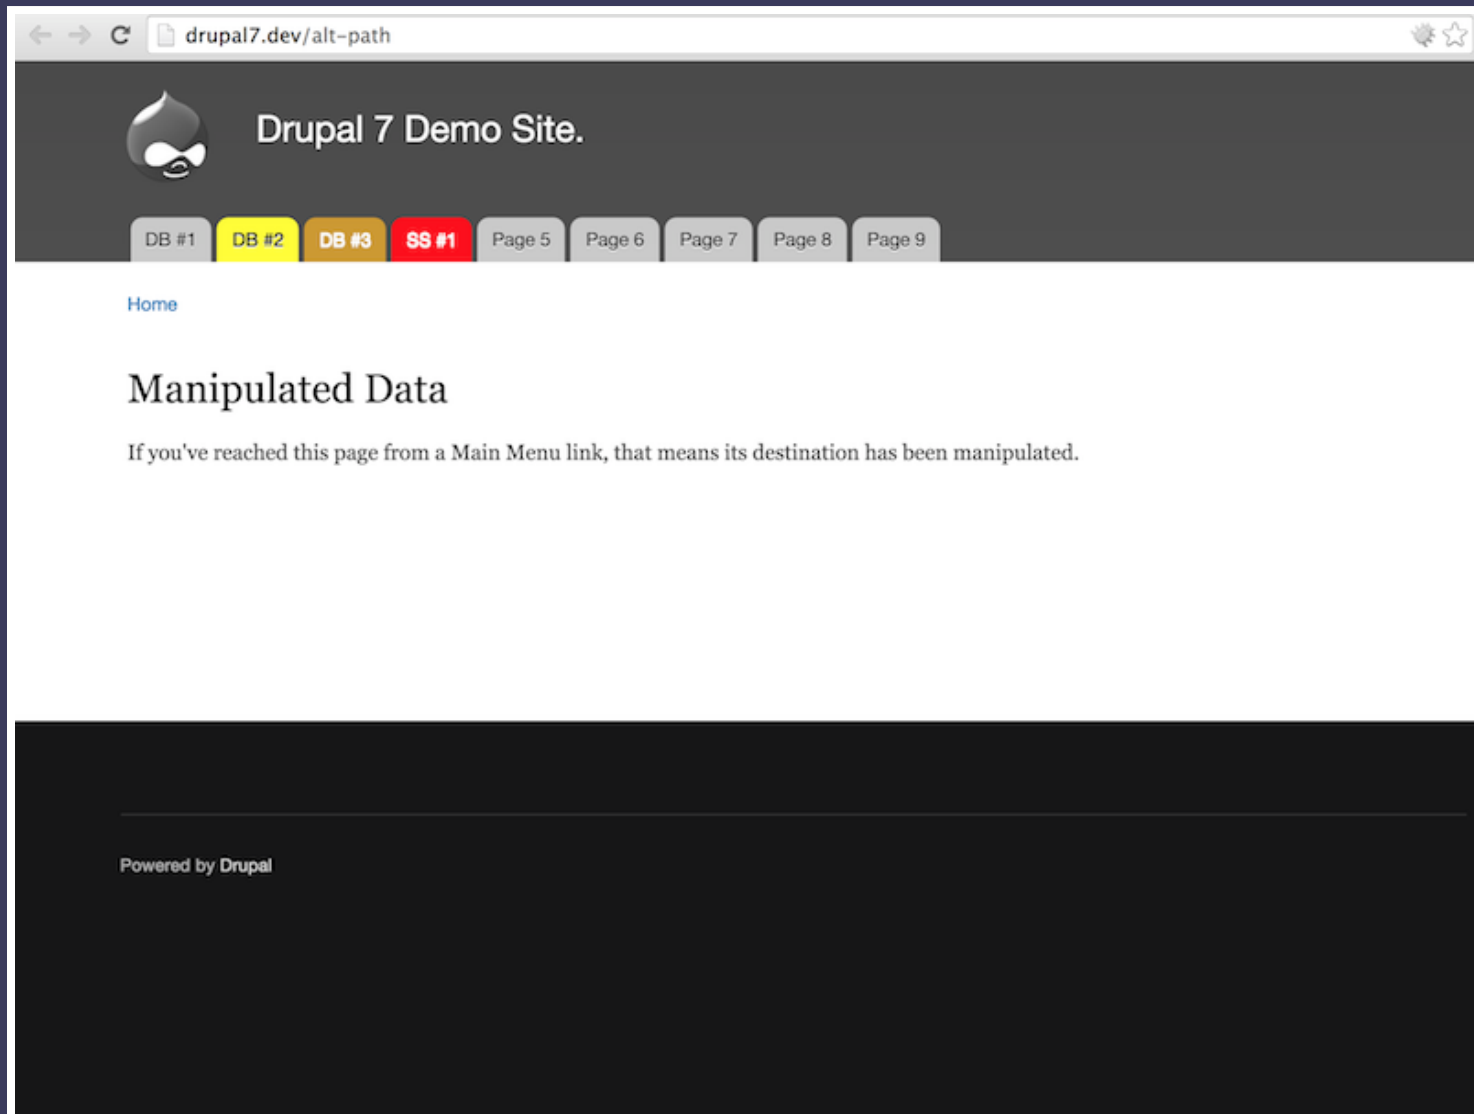 drupal7.dev/alt-path
Drupal 7 Demo Site.
DB #1 DB #2 DB #3 SS #1 Page 5 Page 6 Page 7 Page 8 Page 9
Home
Manipulated Data
If you've reached this page from a Main Menu link, that means its destination has been manipulated.
Powered by Drupal